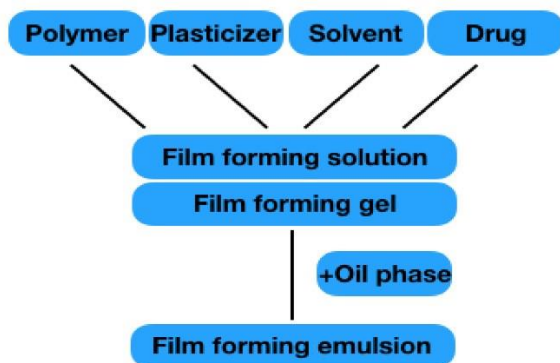 Polymer
Plasticizer
Solvent
Drug
Film forming solution
Film forming gel
+Oil phase
Film forming emulsion